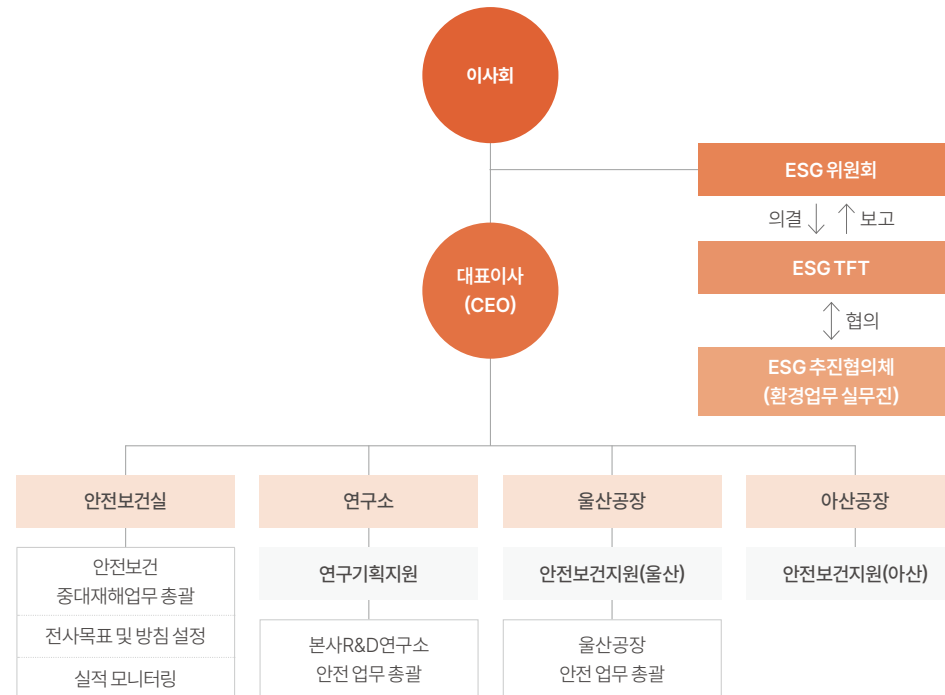 이사회
ESG 위원회
의결
보고
대표이사
(CEO)
ESG TFT
협의
ESG 추진협의체
(환경업무 실무진)
안전보건실
연구소
울산공장
아산공장
안전보건
중대재해업무 총괄
전사목표 및 방침 설정
실적 모니터링
연구기획지원
본사R&D연구소
안전 업무 총괄
안전보건지원(울산)
울산공장
안전 업무 총괄
안전보건지원(아산)